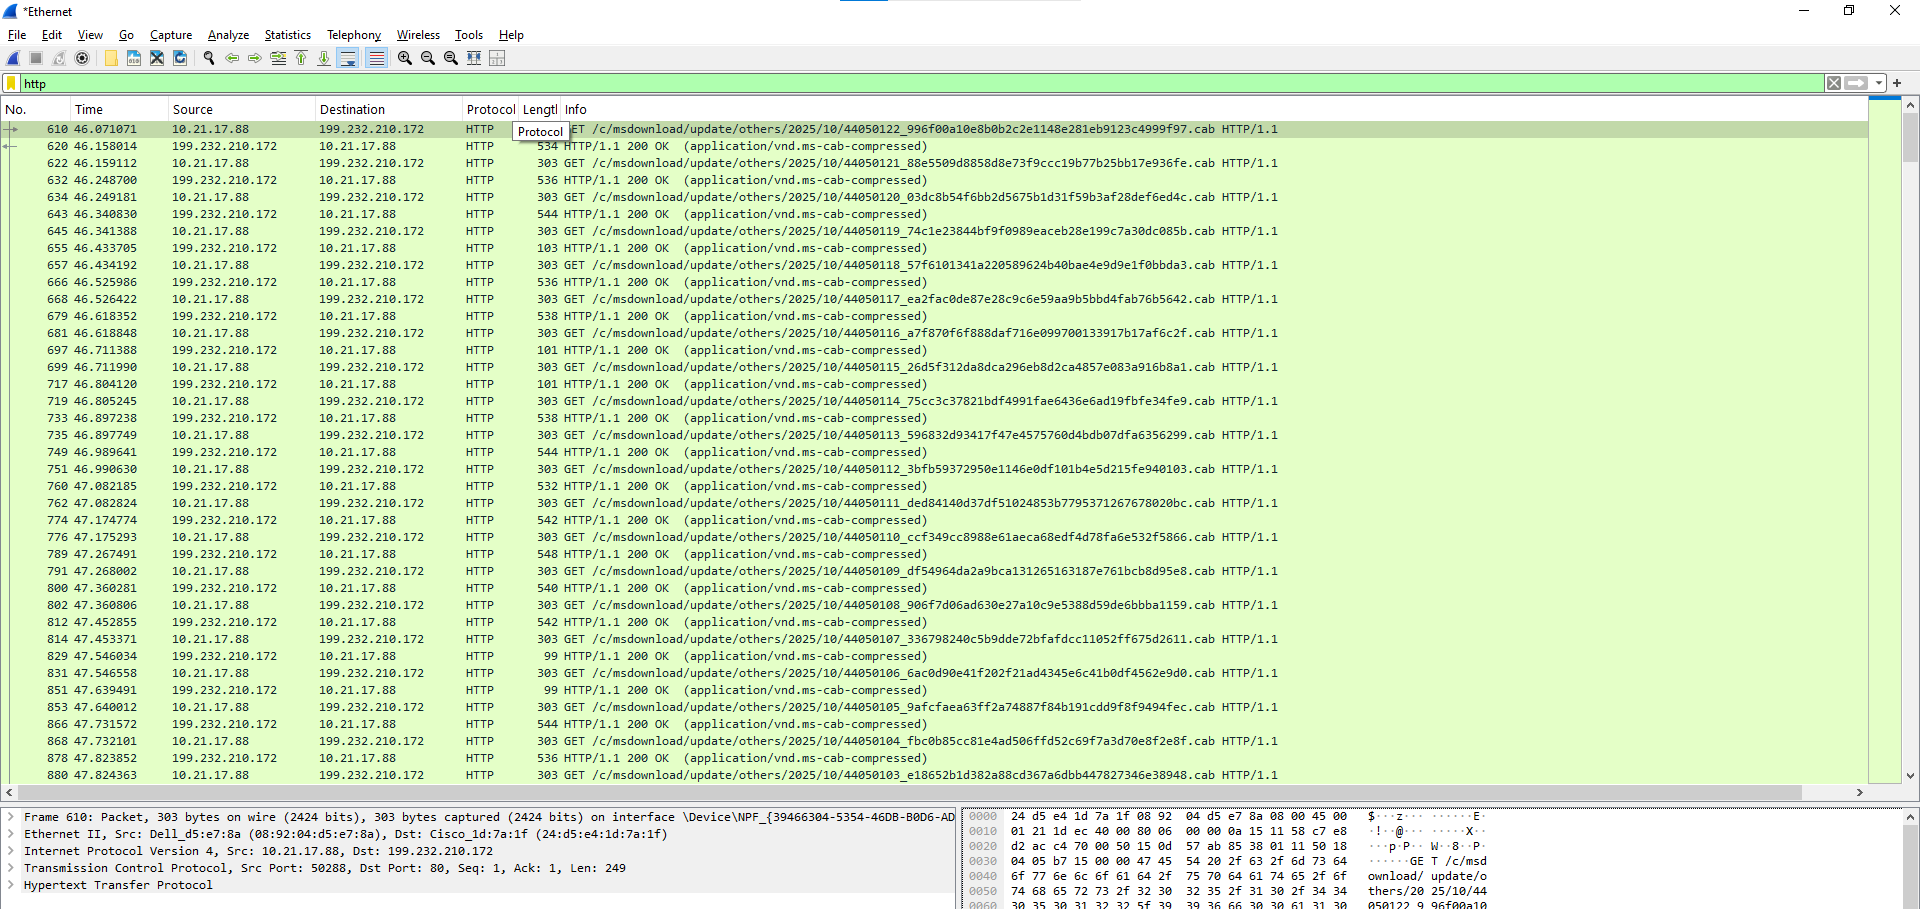 *Ethernet
File Edit View Go Capture Analyze Statistics Telephony Wireless Tools Help
http
No. Time Source Destination Protocol Lengtl Info
610 46.071071 10.21.17.88 199.232.210.172 HTTP GET /c/msdownload/update/others/2025/10/44050122_996f00a10e8b0b2c2e1148e281eb9123c4999f97.cab HTTP/1.1
Protocol
620 46.158014 199.232.210.172 10.21.17.88 HTTP 534 HTTP/1.1 200 OK (application/vnd.ms-cab-compressed)
622 46.159112 10.21.17.88 199.232.210.172 HTTP 303 GET /c/msdownload/update/others/2025/10/44050121_88e5509d8858d8e73f9ccc19b77b25bb17e936fe.cab HTTP/1.1
632 46.248700 199.232.210.172 10.21.17.88 HTTP 536 HTTP/1.1 200 OK (application/vnd.ms-cab-compressed)
634 46.249181 10.21.17.88 199.232.210.172 HTTP 303 GET /c/msdownload/update/others/2025/10/44050120_03dc8b54f6bb2d5675b1d31f59b3af28def6ed4c.cab HTTP/1.1
643 46.340830 199.232.210.172 10.21.17.88 HTTP 544 HTTP/1.1 200 OK (application/vnd.ms-cab-compressed)
645 46.341388 10.21.17.88 199.232.210.172 HTTP 303 GET /c/msdownload/update/others/2025/10/44050119_74c1e23844bf9f0989eaceb28e199c7a30dc085b.cab HTTP/1.1
655 46.433705 199.232.210.172 10.21.17.88 HTTP 103 HTTP/1.1 200 OK (application/vnd.ms-cab-compressed)
657 46.434192 10.21.17.88 199.232.210.172 HTTP 303 GET /c/msdownload/update/others/2025/10/44050118_57f6101341a220589624b40bae4e9d9e1f0bbda3.cab HTTP/1.1
666 46.525986 199.232.210.172 10.21.17.88 HTTP 536 HTTP/1.1 200 OK (application/vnd.ms-cab-compressed)
668 46.526422 10.21.17.88 199.232.210.172 HTTP 303 GET /c/msdownload/update/others/2025/10/44050117_ea2fac0de87e28c9c6e59aa9b5bbd4fab76b5642.cab HTTP/1.1
679 46.618352 199.232.210.172 10.21.17.88 HTTP 538 HTTP/1.1 200 OK (application/vnd.ms-cab-compressed)
681 46.618848 10.21.17.88 199.232.210.172 HTTP 303 GET /c/msdownload/update/others/2025/10/44050116_a7f870f6f888daf716e099700133917b17af6c2f.cab HTTP/1.1
697 46.711388 199.232.210.172 10.21.17.88 HTTP 101 HTTP/1.1 200 OK (application/vnd.ms-cab-compressed)
699 46.711990 10.21.17.88 199.232.210.172 HTTP 303 GET /c/msdownload/update/others/2025/10/44050115_26d5f312da8dca296eb8d2ca4857e083a916b8a1.cab HTTP/1.1
717 46.804120 199.232.210.172 10.21.17.88 HTTP 101 HTTP/1.1 200 OK (application/vnd.ms-cab-compressed)
719 46.805245 10.21.17.88 199.232.210.172 HTTP 303 GET /c/msdownload/update/others/2025/10/44050114_75cc3c37821bdf4991fae6436e6ad19fbfe34fe9.cab HTTP/1.1
733 46.897238 199.232.210.172 10.21.17.88 HTTP 538 HTTP/1.1 200 OK (application/vnd.ms-cab-compressed)
735 46.897749 10.21.17.88 199.232.210.172 HTTP 303 GET /c/msdownload/update/others/2025/10/44050113_596832d93417f47e4575760d4bdb07dfa6356299.cab HTTP/1.1
749 46.989641 199.232.210.172 10.21.17.88 HTTP 544 HTTP/1.1 200 OK (application/vnd.ms-cab-compressed)
751 46.990630 10.21.17.88 199.232.210.172 HTTP 303 GET /c/msdownload/update/others/2025/10/44050112_3bfb59372950e1146e0df101b4e5d215fe940103.cab HTTP/1.1
760 47.082185 199.232.210.172 10.21.17.88 HTTP 532 HTTP/1.1 200 OK (application/vnd.ms-cab-compressed)
762 47.082824 10.21.17.88 199.232.210.172 HTTP 303 GET /c/msdownload/update/others/2025/10/44050111_ded84140d37df51024853b7795371267678020bc.cab HTTP/1.1
774 47.174774 199.232.210.172 10.21.17.88 HTTP 542 HTTP/1.1 200 OK (application/vnd.ms-cab-compressed)
776 47.175293 10.21.17.88 199.232.210.172 HTTP 303 GET /c/msdownload/update/others/2025/10/44050110_ccf349cc8988e61aeca68edf4d78fa6e532f5866.cab HTTP/1.1
789 47.267491 199.232.210.172 10.21.17.88 HTTP 548 HTTP/1.1 200 OK (application/vnd.ms-cab-compressed)
791 47.268002 10.21.17.88 199.232.210.172 HTTP 303 GET /c/msdownload/update/others/2025/10/44050109_df54964da2a9bca131265163187e761bcb8d95e8.cab HTTP/1.1
800 47.360281 199.232.210.172 10.21.17.88 HTTP 540 HTTP/1.1 200 OK (application/vnd.ms-cab-compressed)
802 47.360806 10.21.17.88 199.232.210.172 HTTP 303 GET /c/msdownload/update/others/2025/10/44050108_906f7d06ad630e27a10c9e5388d59de6bbba1159.cab HTTP/1.1
812 47.452855 199.232.210.172 10.21.17.88 HTTP 542 HTTP/1.1 200 OK (application/vnd.ms-cab-compressed)
814 47.453371 10.21.17.88 199.232.210.172 HTTP 303 GET /c/msdownload/update/others/2025/10/44050107_336798240c5b9dde72bfafdcc11052ff675d2611.cab HTTP/1.1
829 47.546034 199.232.210.172 10.21.17.88 HTTP 99 HTTP/1.1 200 OK (application/vnd.ms-cab-compressed)
831 47.546558 10.21.17.88 199.232.210.172 HTTP 303 GET /c/msdownload/update/others/2025/10/44050106_6ac0d90e41f202f21ad4345e6c41b0df4562e9d0.cab HTTP/1.1
851 47.639491 199.232.210.172 10.21.17.88 HTTP 99 HTTP/1.1 200 OK (application/vnd.ms-cab-compressed)
853 47.640012 10.21.17.88 199.232.210.172 HTTP 303 GET /c/msdownload/update/others/2025/10/44050105_9afcfaea63ff2a74887f84b191cdd9f8f9494fec.cab HTTP/1.1
866 47.731572 199.232.210.172 10.21.17.88 HTTP 544 HTTP/1.1 200 OK (application/vnd.ms-cab-compressed)
868 47.732101 10.21.17.88 199.232.210.172 HTTP 303 GET /c/msdownload/update/others/2025/10/44050104_fbc0b85cc81e4ad506ffd52c69f7a3d70e8f2e8f.cab HTTP/1.1
878 47.823852 199.232.210.172 10.21.17.88 HTTP 536 HTTP/1.1 200 OK (application/vnd.ms-cab-compressed)
880 47.824363 10.21.17.88 199.232.210.172 HTTP 303 GET /c/msdownload/update/others/2025/10/44050103_e18652b1d382a88cd367a6dbb447827346e38948.cab HTTP/1.1
Frame 610: Packet, 303 bytes on wire (2424 bits), 303 bytes captured (2424 bits) on interface \Device\NPF_{39466304-5354-46DB-B0D6-AD
Ethernet II, Src: Dell_d5:e7:8a (08:92:04:d5:e7:8a), Dst: Cisco_1d:7a:1f (24:d5:e4:1d:7a:1f)
Internet Protocol Version 4, Src: 10.21.17.88, Dst: 199.232.210.172
Transmission Control Protocol, Src Port: 50288, Dst Port: 80, Seq: 1, Ack: 1, Len: 249
Hypertext Transfer Protocol
0000 24 d5 e4 1d 7a 1f 08 92 04 d5 e7 8a 08 00 45 00 $···z··· ······E·
0010 01 21 1d ec 40 00 80 06 00 00 0a 15 11 58 c7 e8 ·!··@··· ·····X··
0020 d2 ac c4 70 00 50 15 0d 57 ab 85 38 01 11 50 18 ···p·P·· W··8··P·
0030 04 05 b7 15 00 00 47 45 54 20 2f 63 2f 6d 73 64 ······GE T /c/msd
0040 6f 77 6e 6c 6f 61 64 2f 75 70 64 61 74 65 2f 6f ownload/ update/o
0050 74 68 65 72 73 2f 32 30 32 35 2f 31 30 2f 34 34 thers/20 25/10/44
0060 30 35 30 31 32 32 5f 39 39 36 66 30 30 61 31 30 050122_9 96f00a10